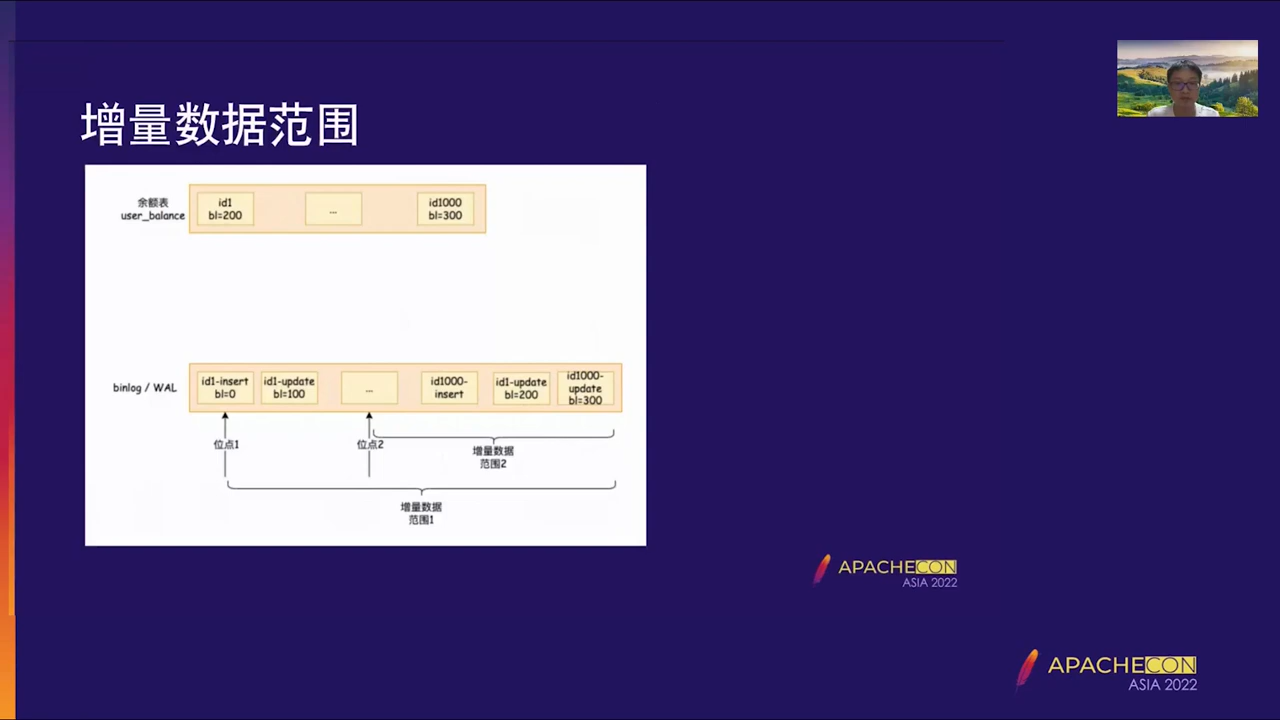 增量数据范围
余额表
user_balance
id1
bl=200
...
id1000
bl=300
binlog / WAL
id1-insert
bl=0
id1-update
bl=100
...
id1000-
insert
id1-update
bl=200
id1000-
update
bl=300
位点1
位点2
增量数据
范围2
增量数据
范围1
APACHECON
ASIA 2022
APACHECON
ASIA 2022